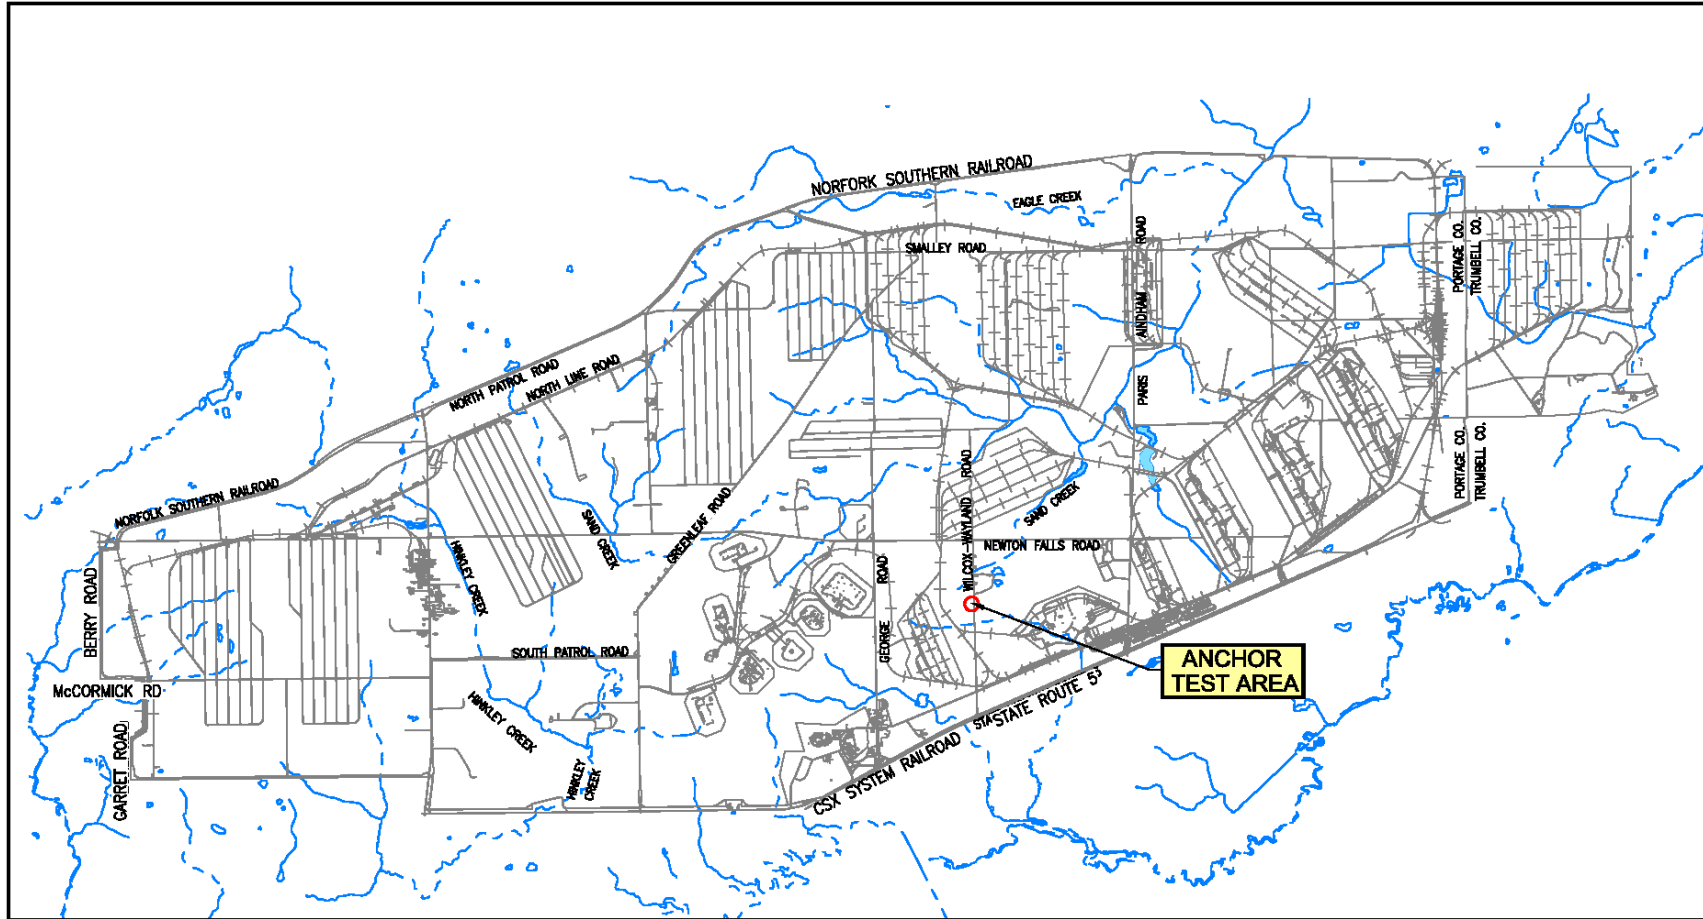 NORFORK SOUTHERN RAILROAD
EAGLE CREEK
SMALLEY ROAD
PARIS AINDHAM ROAD
PORTAGE CO.
TRUMBELL CO.
NORTH PATROL ROAD
NORTH LINE ROAD
NORFOLK SOUTHERN RAILROAD
PORTAGE CO.
TRUMBELL CO.
SAND CREEK
GREENLEAF ROAD
WILCOX-WAYLAND ROAD
SAND CREEK
NEWTON FALLS ROAD
HINKLEY CREEK
BERRY ROAD
GEORGE ROAD
SOUTH PATROL ROAD
ANCHOR
TEST AREA
McCORMICK RD
HINKLEY CREEK
GARRET ROAD
HINKLEY
CREEK
CSX SYSTEM RAILROAD
STATE ROUTE 5